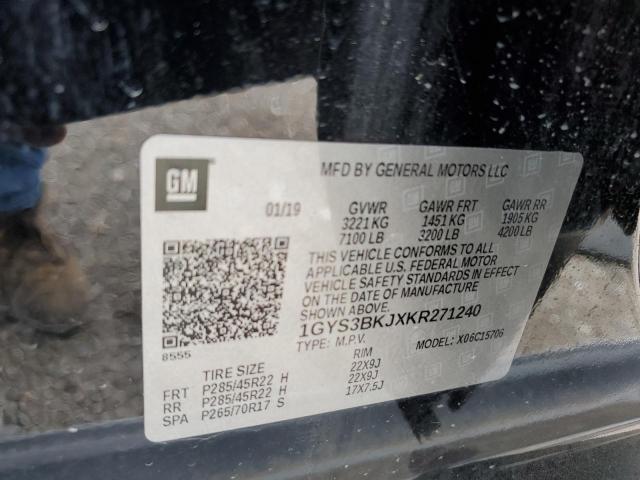 GM
MFD BY GENERAL MOTORS LLC
01/19 GVWR GAWR FRT GAWR RR
3221 KG 1451 KG 1905 KG
7100 LB 3200 LB 4200 LB
THIS VEHICLE CONFORMS TO ALL
APPLICABLE U.S. FEDERAL MOTOR
VEHICLE SAFETY STANDARDS IN EFFECT
ON THE DATE OF MANUFACTURE
1GYS3BKJXKR271240
8555 TYPE: M.P.V. MODEL: X06C15706
TIRE SIZE RIM
FRT P285/45R22 H 22X9J
RR P285/45R22 H 22X9J
SPA P265/70R17 S 17X7.5J